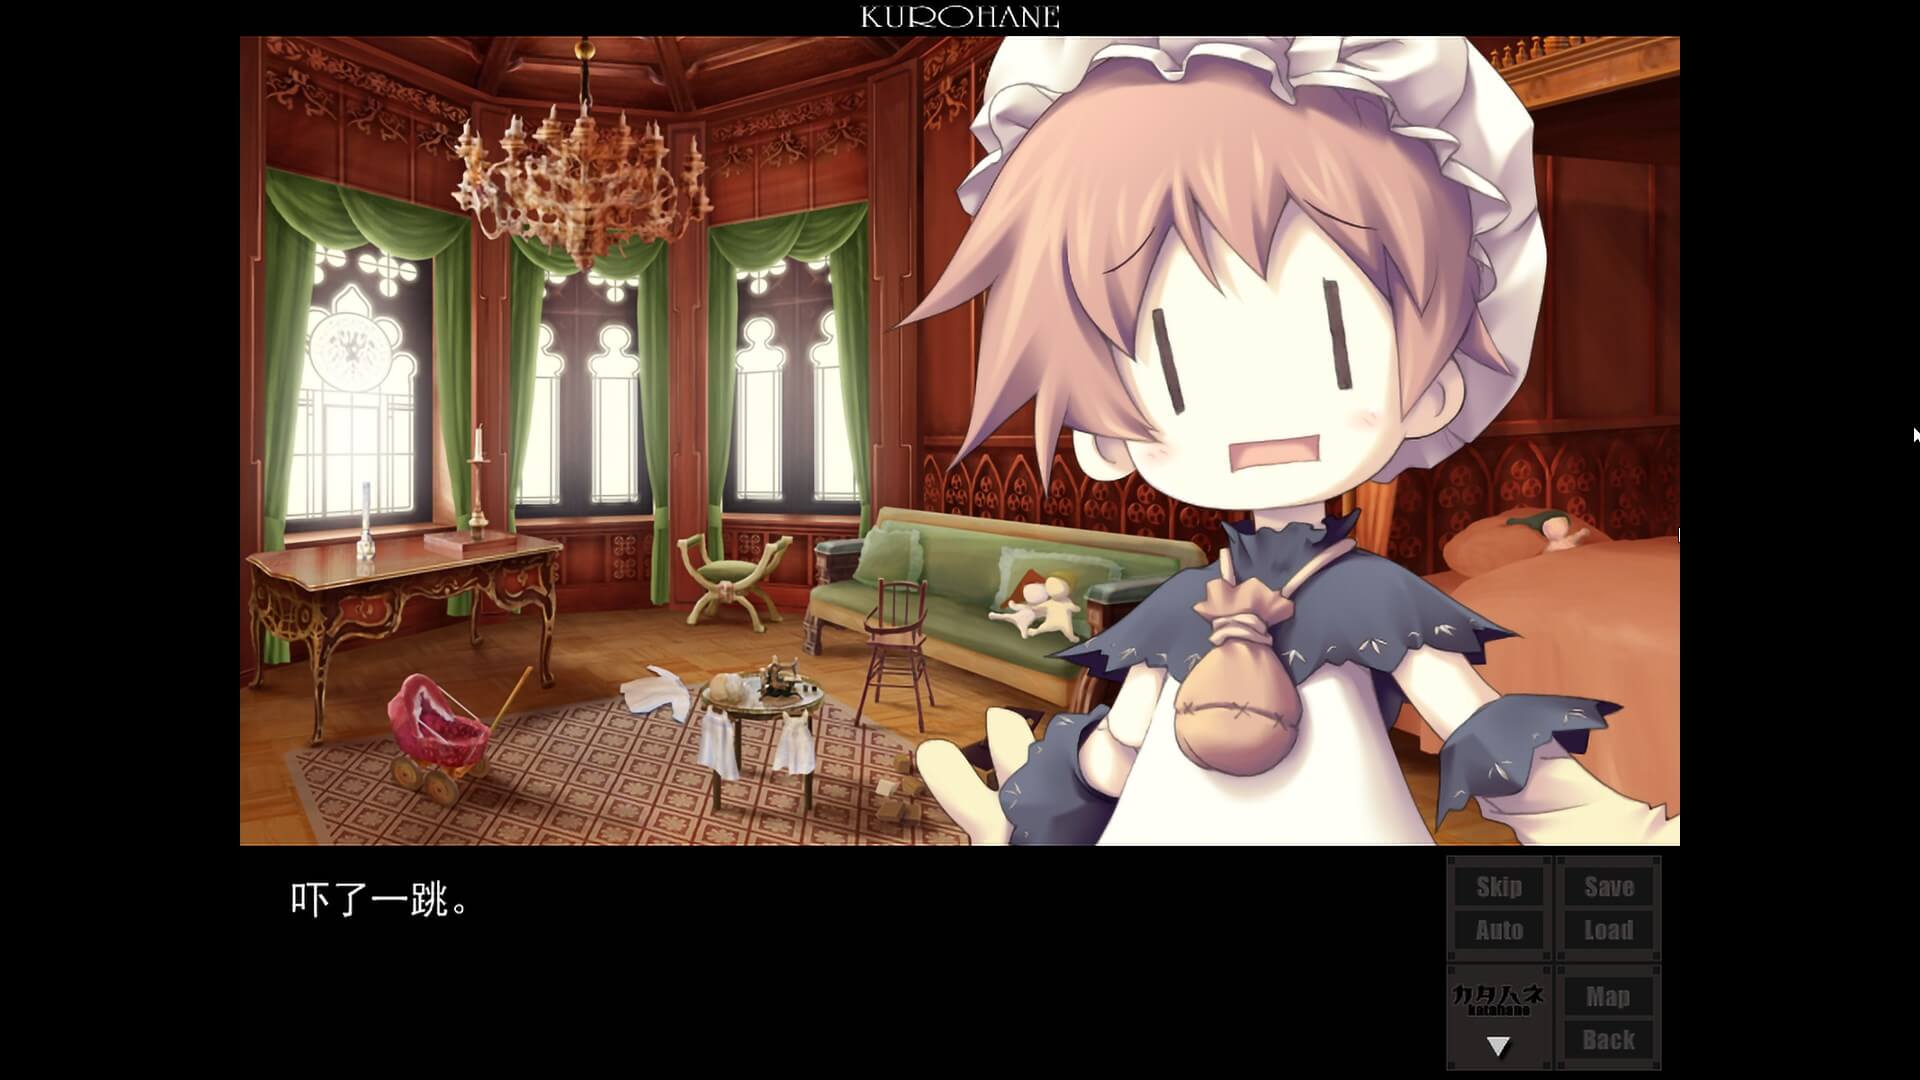 KUROHANE
吓了一跳。
Skip
Save
Auto
Load
カタハネ
katahane
Map
Back